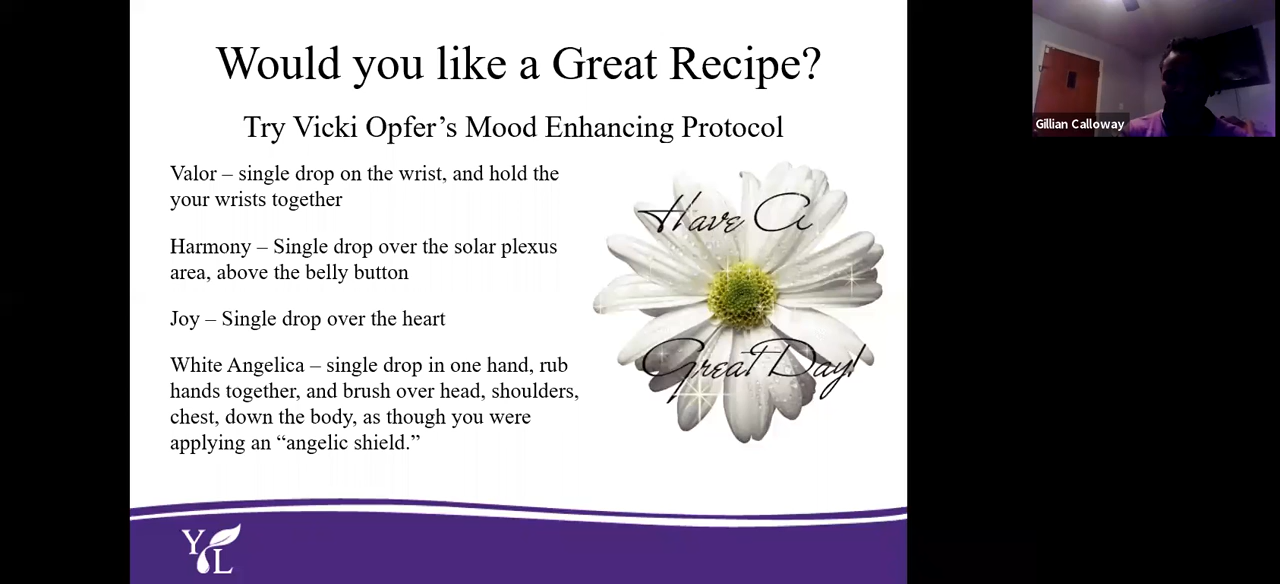 Would you like a Great Recipe?
Try Vicki Opfer’s Mood Enhancing Protocol
Valor – single drop on the wrist, and hold the
your wrists together
Harmony – Single drop over the solar plexus
area, above the belly button
Joy – Single drop over the heart
White Angelica – single drop in one hand, rub
hands together, and brush over head, shoulders,
chest, down the body, as though you were
applying an “angelic shield.”
Have A
Great Day!
YL
Gillian Calloway